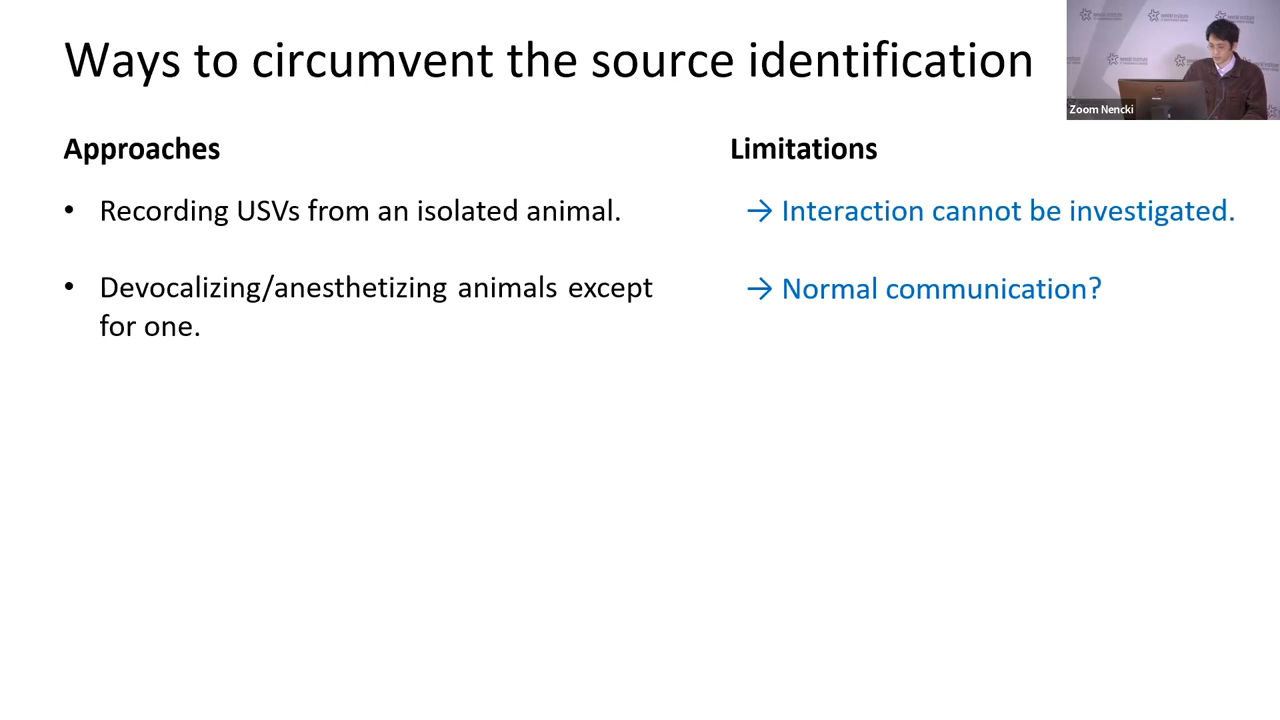 Ways to circumvent the source identification
Zoom Nencki
Approaches
Limitations
• Recording USVs from an isolated animal.
→ Interaction cannot be investigated.
• Devocalizing/anesthetizing animals except
for one.
→ Normal communication?